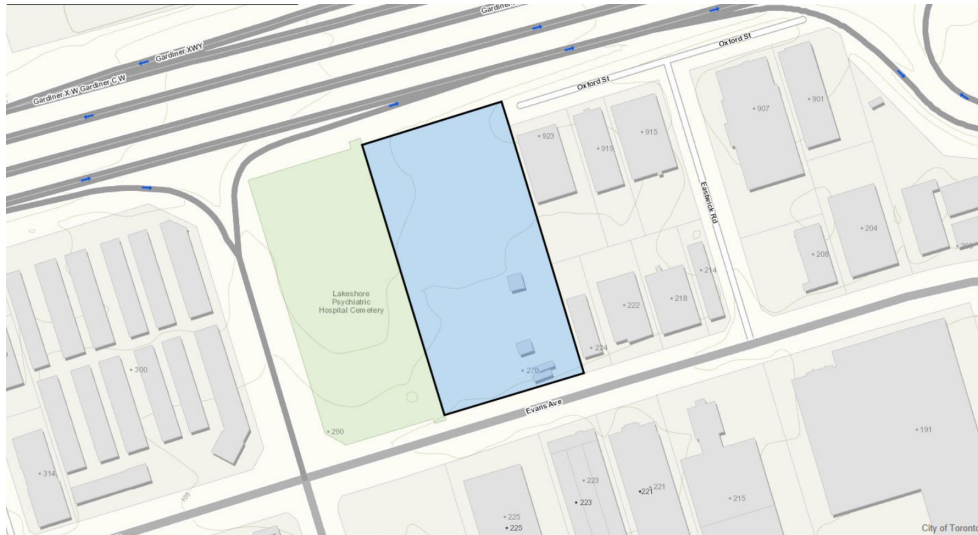 Gardiner XWY
Gardiner X W Gardiner C W
Oxford St
Oxford St
907
901
923
919
915
Eastwick Rd
204
208
214
218
222
224
270
Lakeshore
Psychiatric
Hospital Cemetery
300
290
314
Evans Ave
191
223
223
221
221
215
225
225
City of Toronto